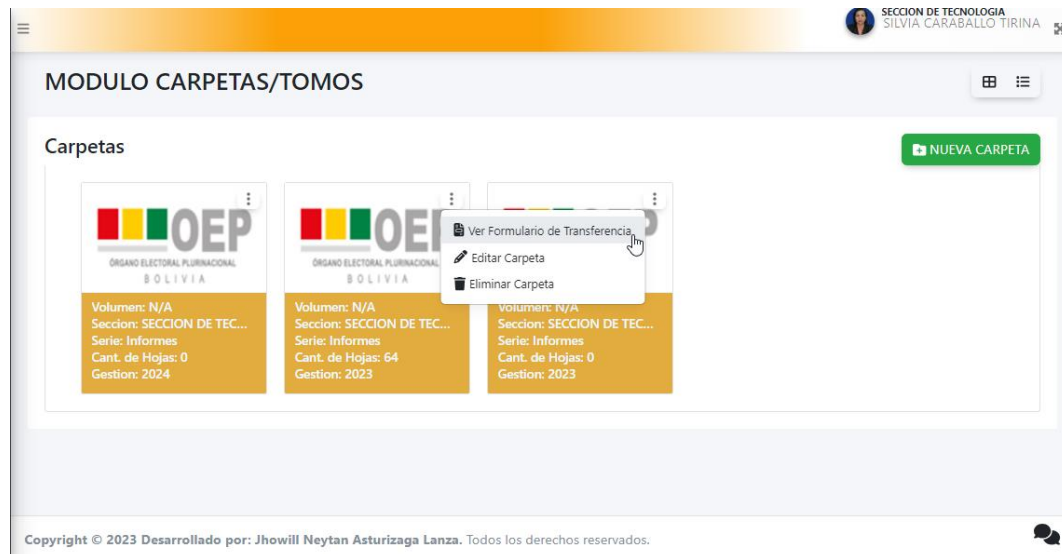 SECCION DE TECNOLOGIA
SILVIA CARABALLO TIRINA
MODULO CARPETAS/TOMOS
Carpetas
NUEVA CARPETA
OEP
ÓRGANO ELECTORAL PLURINACIONAL
BOLIVIA
Volumen: N/A
Seccion: SECCION DE TEC...
Serie: Informes
Cant. de Hojas: 0
Gestion: 2024
OEP
ÓRGANO ELECTORAL PLURINACIONAL
BOLIVIA
Volumen: N/A
Seccion: SECCION DE TEC...
Serie: Informes
Cant. de Hojas: 64
Gestion: 2023
Ver Formulario de Transferencia
Editar Carpeta
Eliminar Carpeta
Volumen: N/A
Seccion: SECCION DE TEC...
Serie: Informes
Cant. de Hojas: 0
Gestion: 2023
Copyright © 2023 Desarrollado por: Jhowill Neytan Asturizaga Lanza. Todos los derechos reservados.